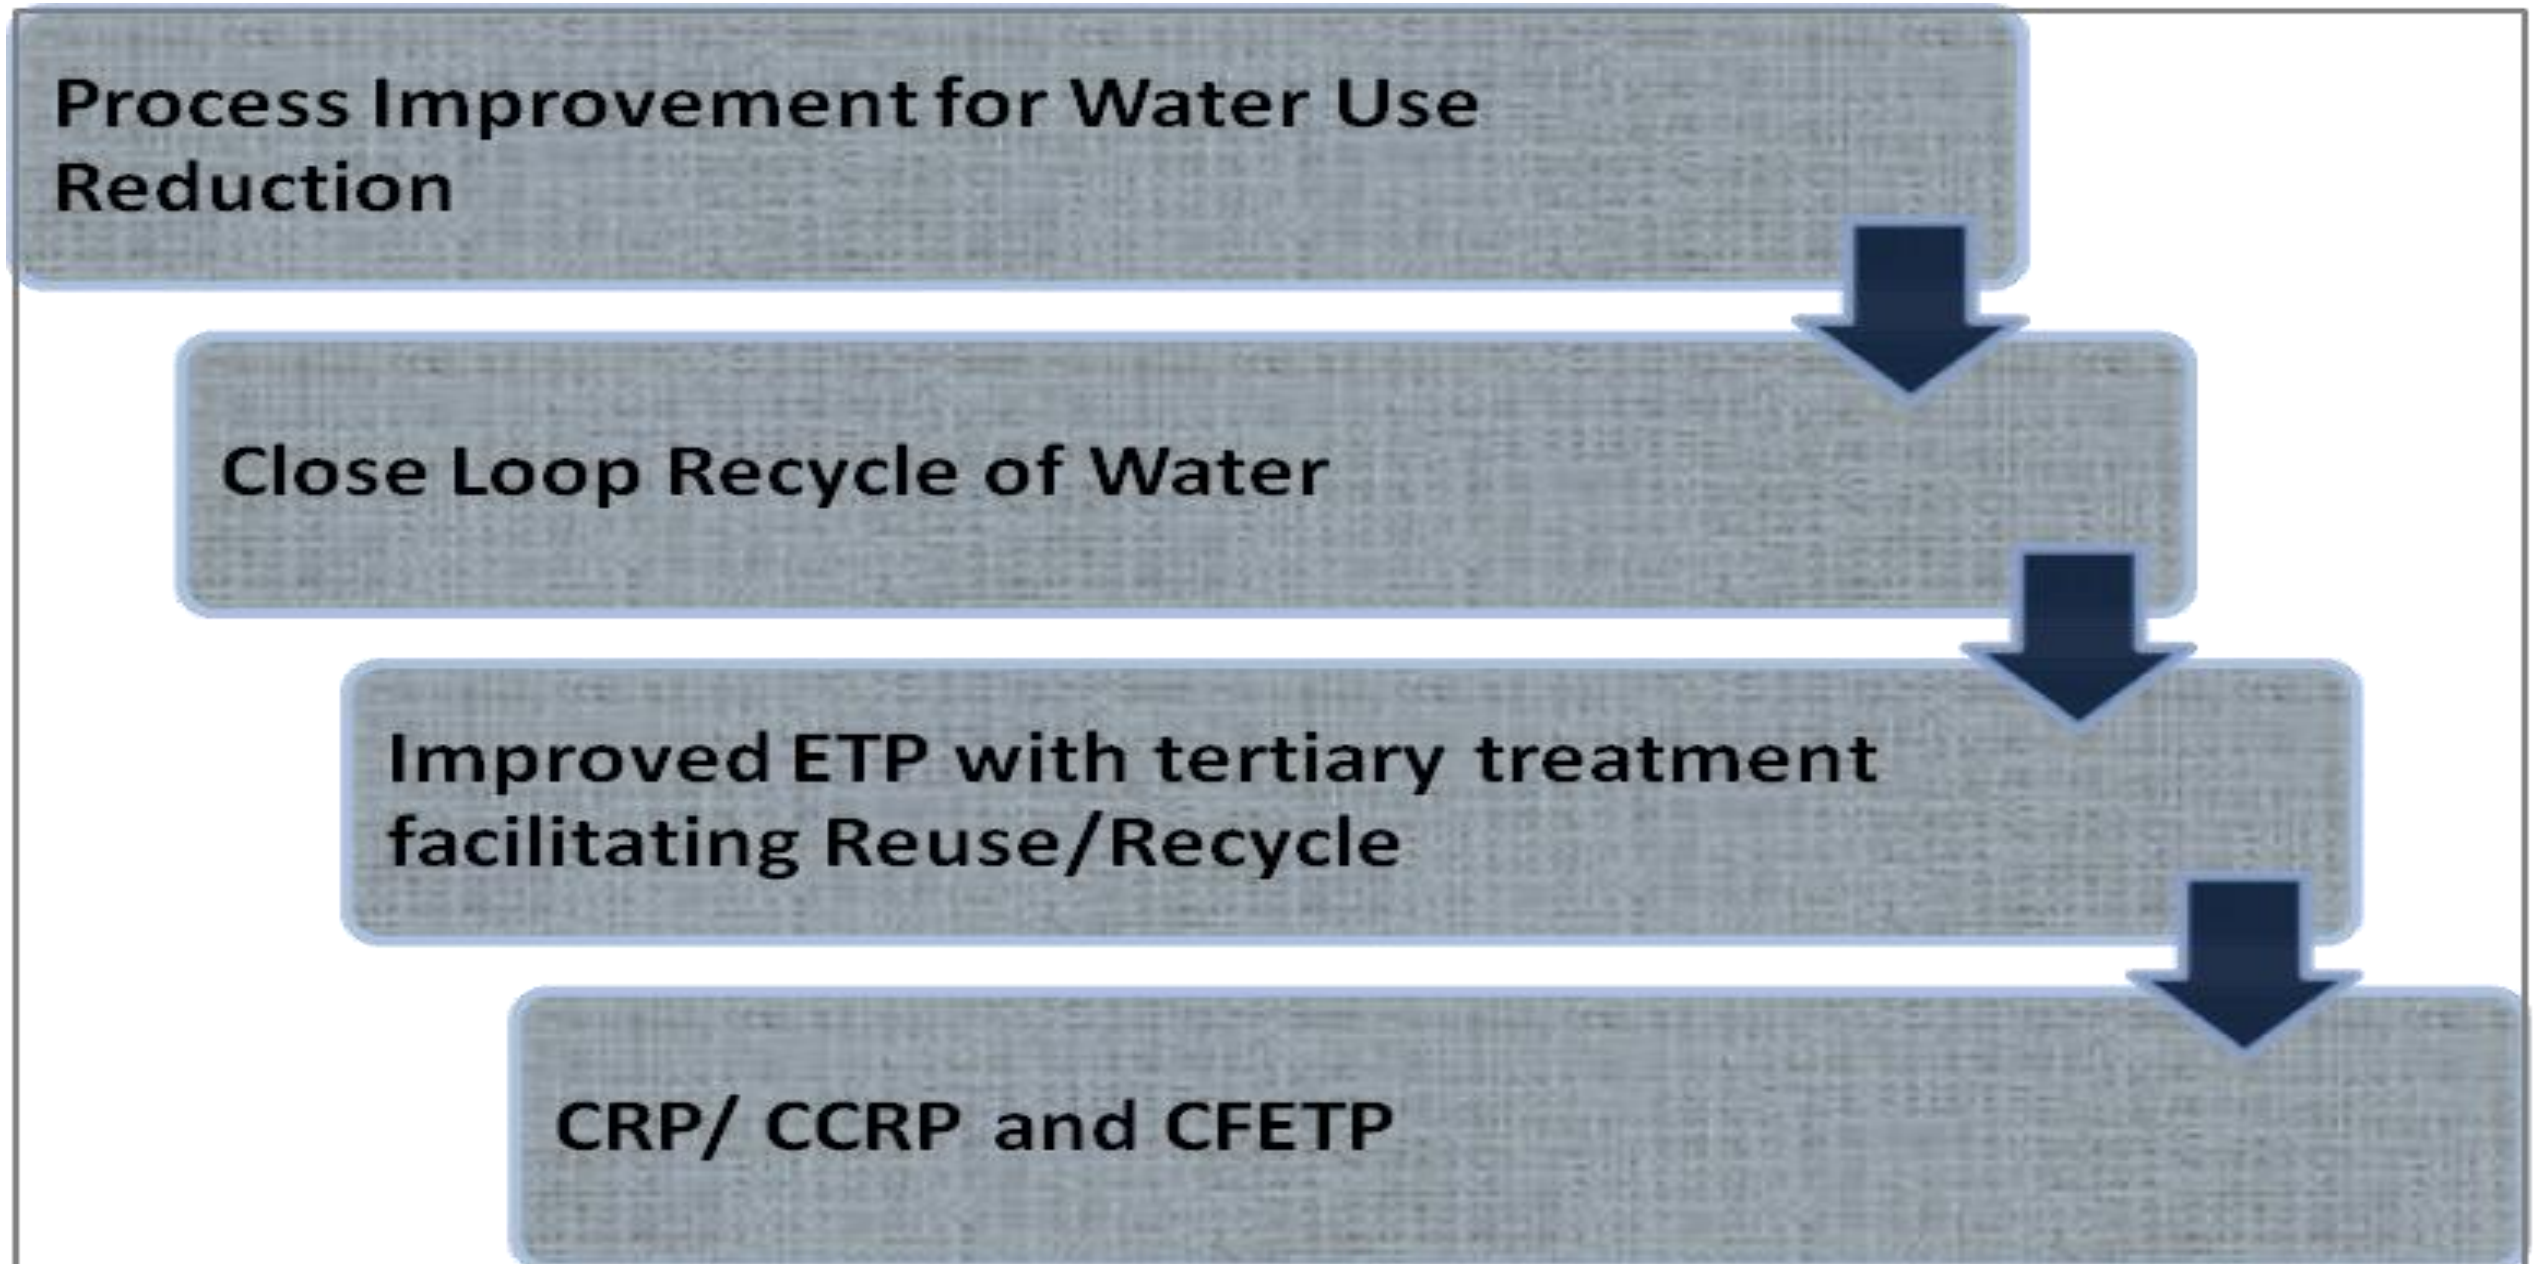 Process Improvement for Water Use
Reduction
Close Loop Recycle of Water
Improved ETP with tertiary treatment
facilitating Reuse/Recycle
CRP/ CCRP and CFETP